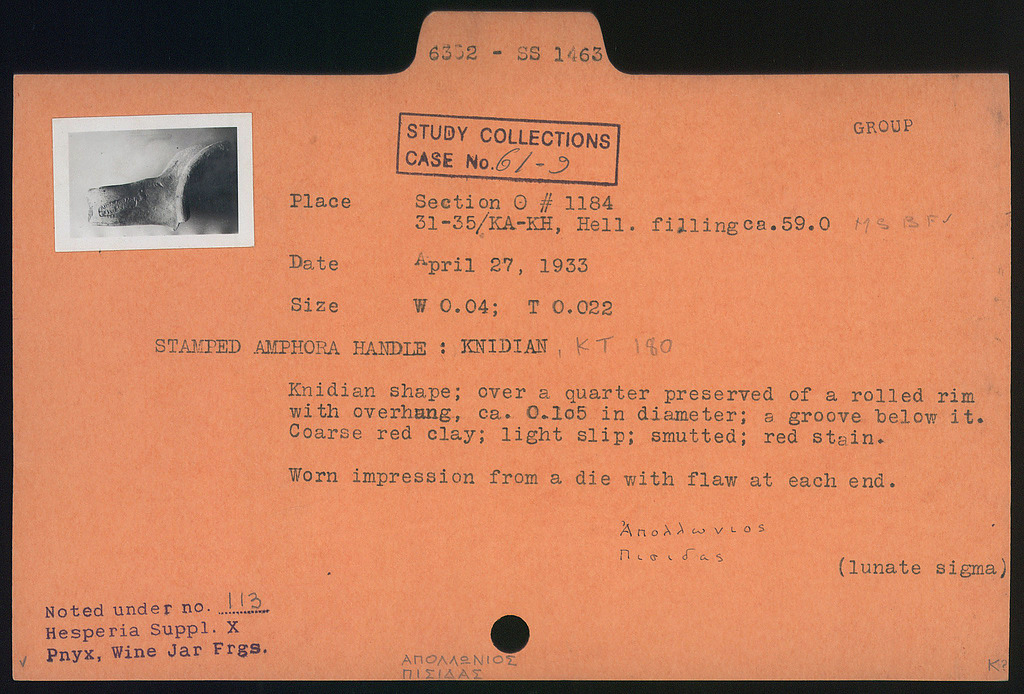 6302 - SS 1463
STUDY COLLECTIONS
CASE No. 61-9
GROUP
Place Section Θ # 1184
31-35/KA-KH, Hell. filling ca. 59.0
Date April 27, 1933
Size W 0.04; T 0.022
STAMPED AMPHORA HANDLE : KNIDIAN, KT 180
Knidian shape; over a quarter preserved of a rolled rim
with overhang, ca. 0.105 in diameter; a groove below it.
Coarse red clay; light slip; smutted; red stain.
Worn impression from a die with flaw at each end.
Ἀπολλώνιος
Πισίδας
(lunate sigma)
Noted under no. 113
Hesperia Suppl. X
Pnyx, Wine Jar Frgs.
ΑΠΟΛΛΩΝΙΟΣ
ΠΙΣΙΔΑΣ